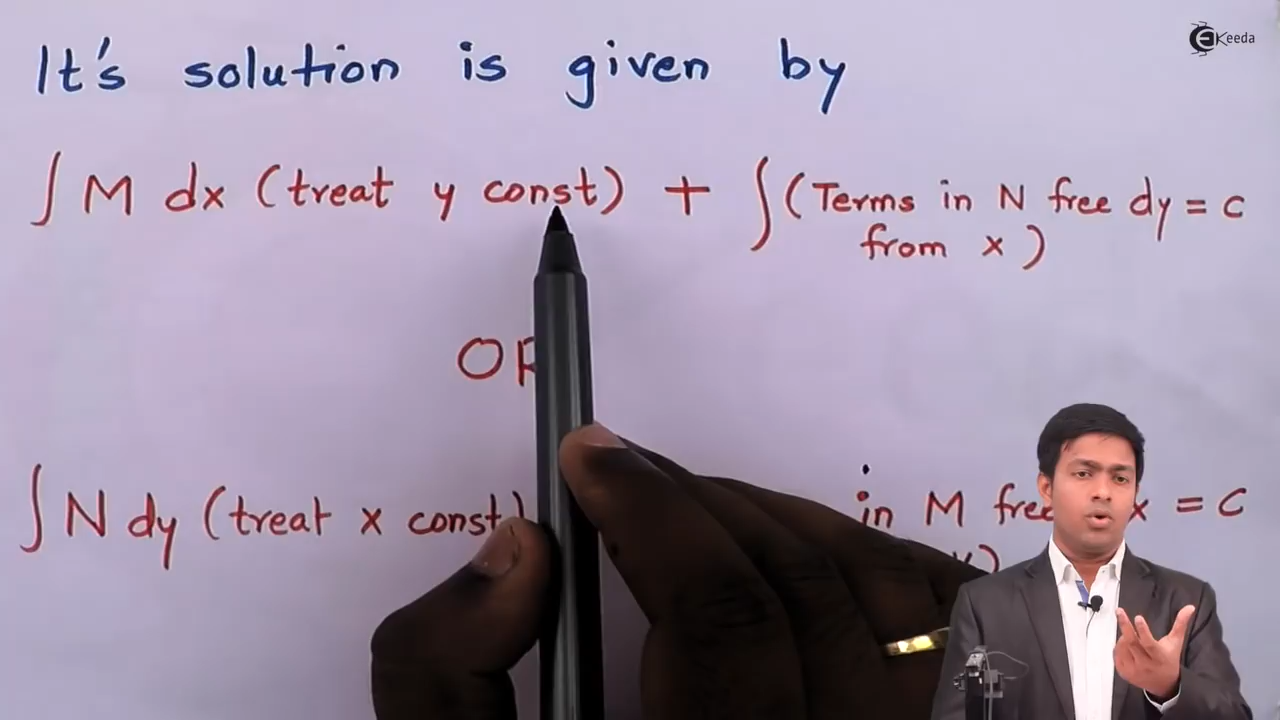 It's solution is given by
EKeeda
∫ M dx (treat y const) + ∫ (Terms in N free dy = c
from x )
OR
∫ N dy (treat x const) in M free x = c